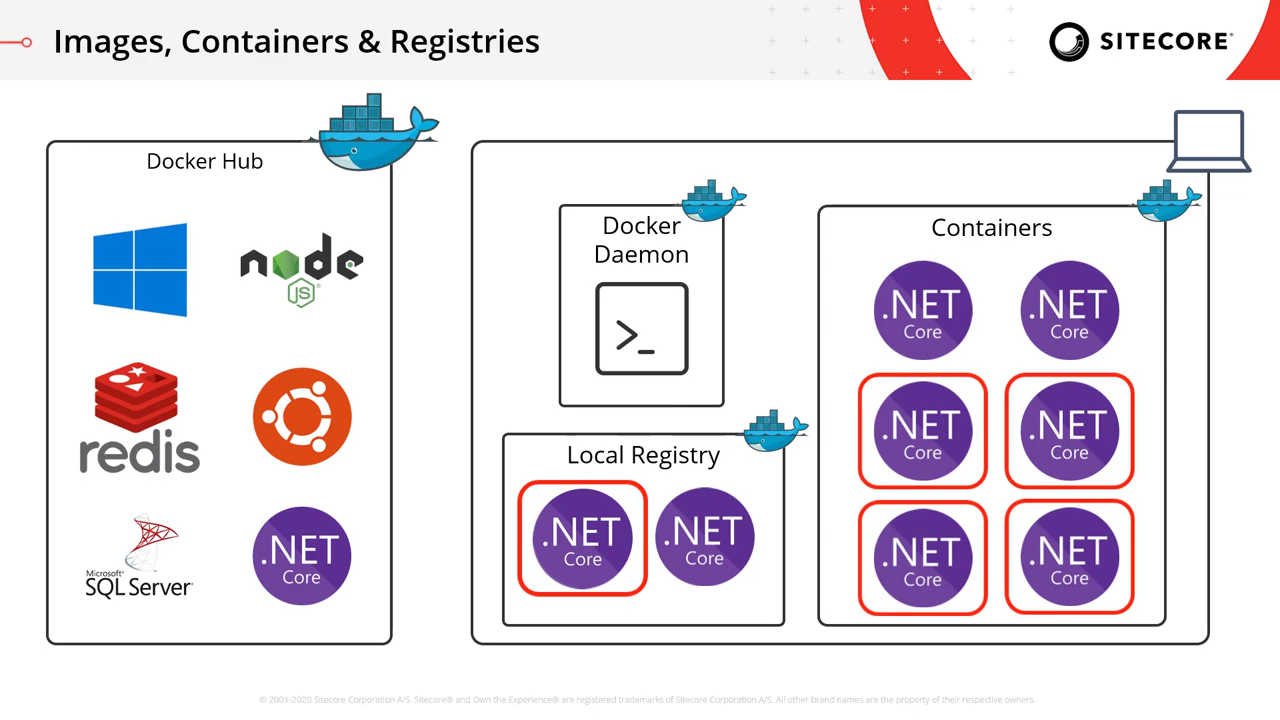 Images, Containers & Registries
SITECORE®
Docker Hub
node
JS®
redis
Microsoft®
SQL Server®
.NET
Core
Docker
Daemon
>_
Local Registry
.NET
Core
.NET
Core
Containers
.NET
Core
.NET
Core
.NET
Core
.NET
Core
.NET
Core
.NET
Core
© 2001-2020 Sitecore Corporation A/S. Sitecore® and Own the Experience® are registered trademarks of Sitecore Corporation A/S. All other brand names are the property of their respective owners.